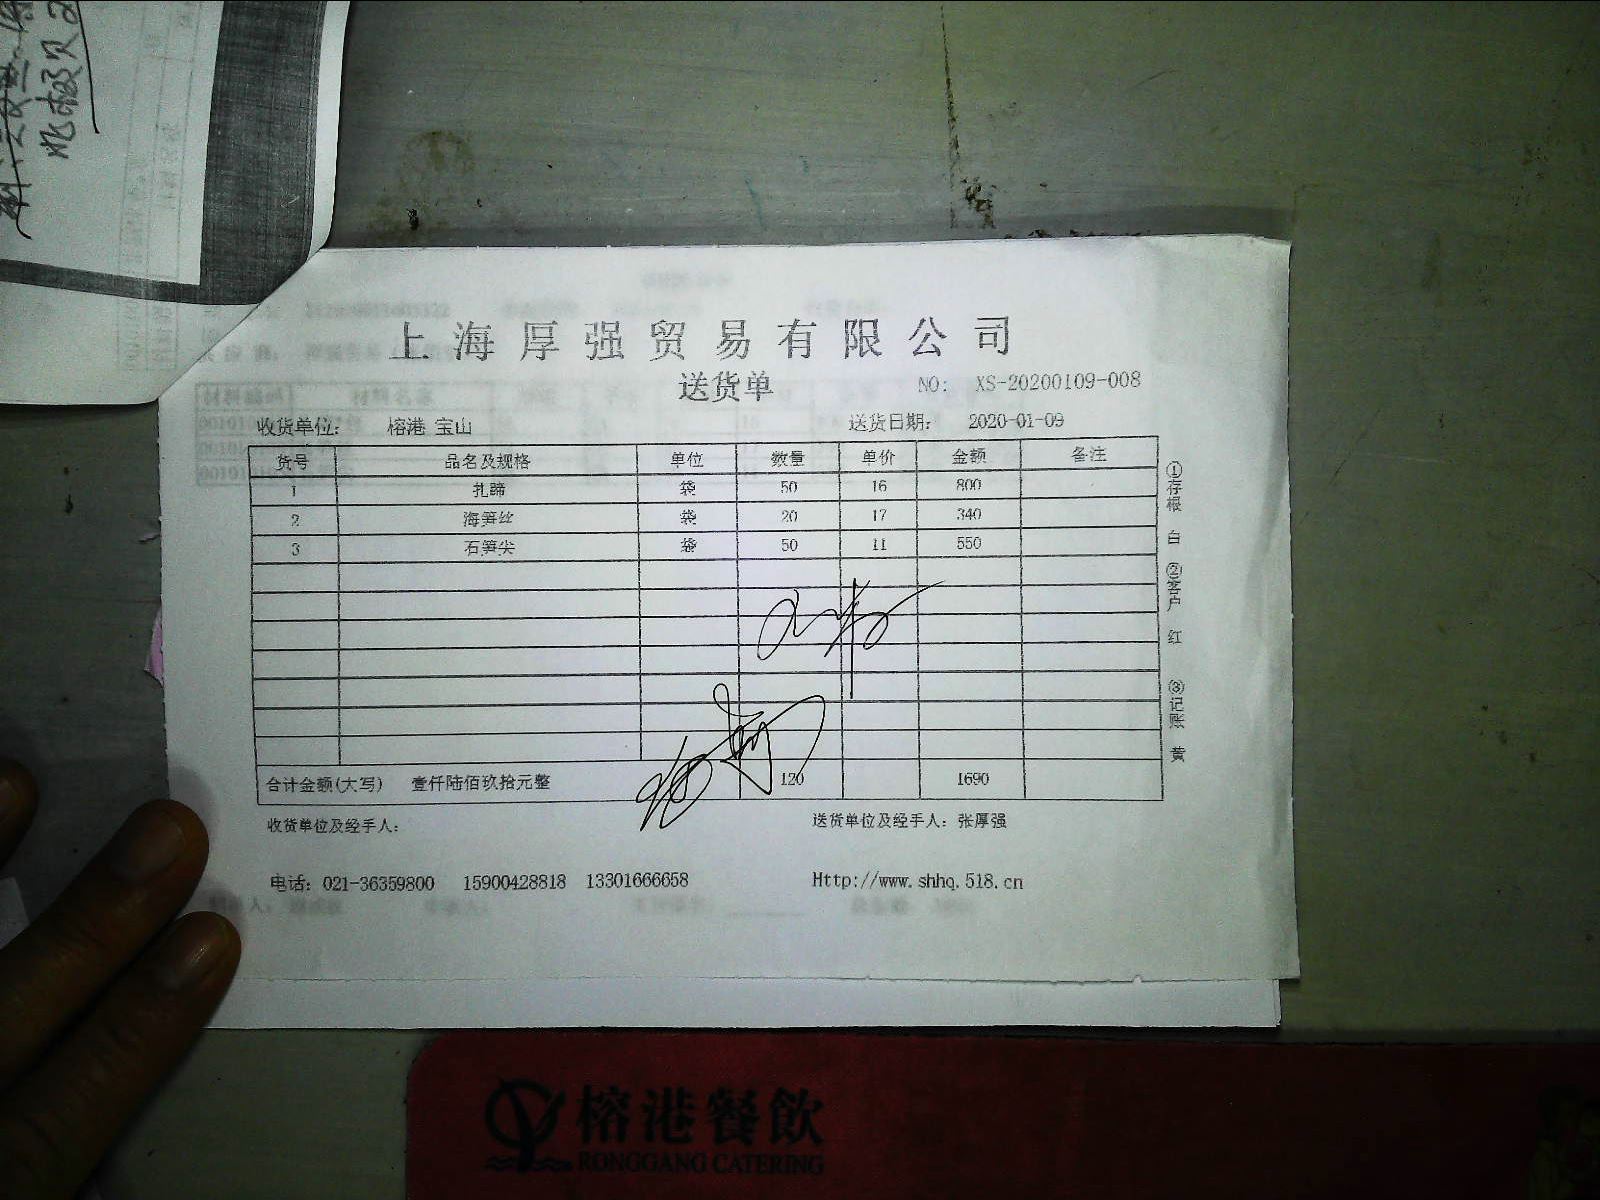 上海厚强贸易有限公司
送货单 NO: XS-20200109-008
收货单位: 榕港 宝山 送货日期: 2020-01-09
货号 品名及规格 单位 数量 单价 金额 备注
1 扎蹄 袋 50 16 800
2 海笋丝 袋 20 17 340
3 石笋尖 袋 50 11 550
合计金额(大写) 壹仟陆佰玖拾元整 120 1690
①存根 白 ②客户 红 ③记账 黄
收货单位及经手人: 送货单位及经手人: 张厚强
电话: 021-36359800 15900428818 13301666658 Http://www.shhq.518.cn
榕港餐飲
RONGGANG CATERING